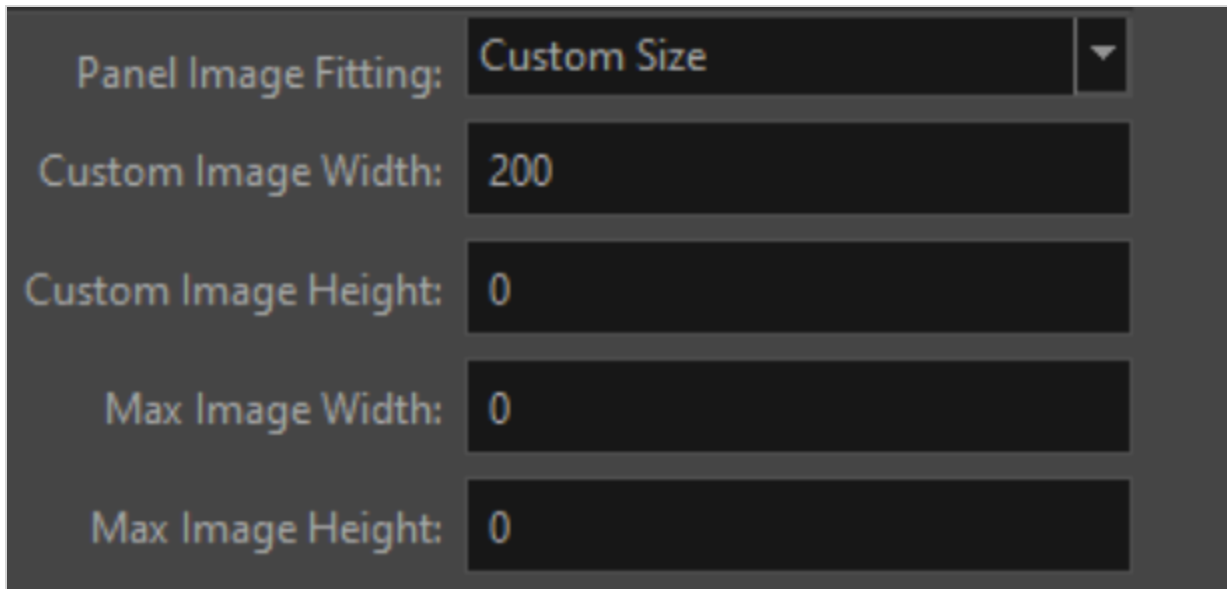 Panel Image Fitting: Custom Size
Custom Image Width: 200
Custom Image Height: 0
Max Image Width: 0
Max Image Height: 0